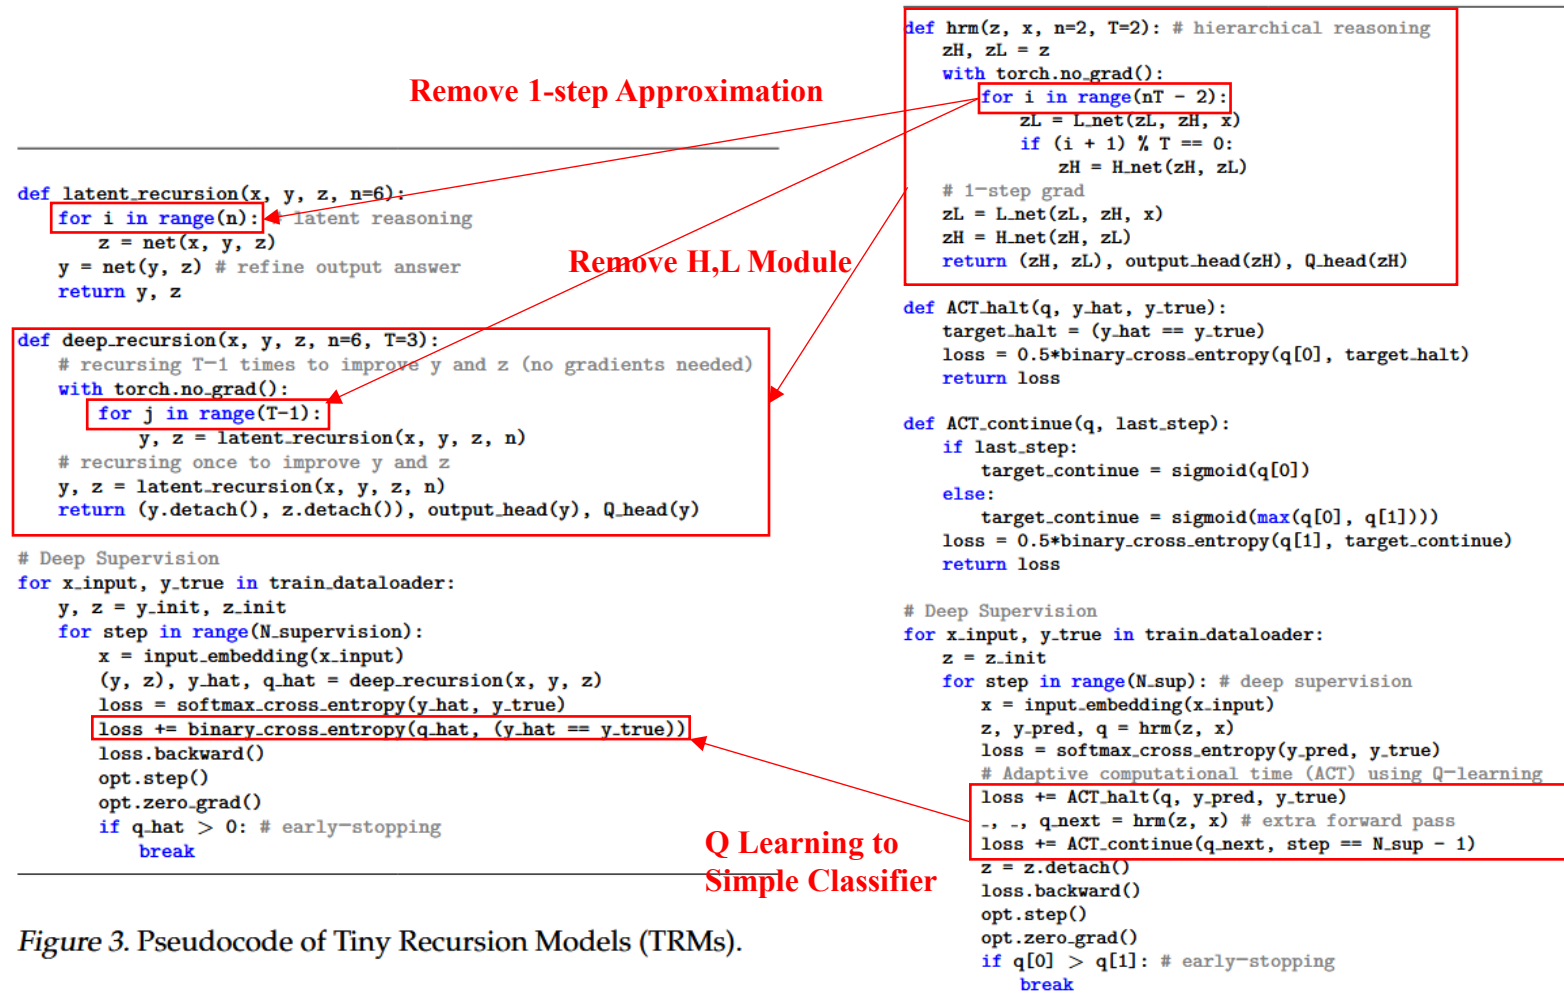 def latent_recursion(x, y, z, n=6):
    for i in range(n): # latent reasoning
        z = net(x, y, z)
    y = net(y, z) # refine output answer
    return y, z
def deep_recursion(x, y, z, n=6, T=3):
    # recursing T−1 times to improve y and z (no gradients needed)
    with torch.no_grad():
        for j in range(T−1):
            y, z = latent_recursion(x, y, z, n)
    # recursing once to improve y and z
    y, z = latent_recursion(x, y, z, n)
    return (y.detach(), z.detach()), output_head(y), Q_head(y)
# Deep Supervision
for x_input, y_true in train_dataloader:
    y, z = y_init, z_init
    for step in range(N_supervision):
        x = input_embedding(x_input)
        (y, z), y_hat, q_hat = deep_recursion(x, y, z)
        loss = softmax_cross_entropy(y_hat, y_true)
        loss += binary_cross_entropy(q_hat, (y_hat == y_true))
        loss.backward()
        opt.step()
        opt.zero_grad()
        if q_hat > 0: # early−stopping
            break
Figure 3. Pseudocode of Tiny Recursion Models (TRMs).
Remove 1-step Approximation
Remove H,L Module
Q Learning to
Simple Classifier
def hrm(z, x, n=2, T=2): # hierarchical reasoning
    zH, zL = z
    with torch.no_grad():
        for i in range(nT − 2):
            zL = L_net(zL, zH, x)
            if (i + 1) % T == 0:
                zH = H_net(zH, zL)
    # 1−step grad
    zL = L_net(zL, zH, x)
    zH = H_net(zH, zL)
    return (zH, zL), output_head(zH), Q_head(zH)
def ACT_halt(q, y_hat, y_true):
    target_halt = (y_hat == y_true)
    loss = 0.5*binary_cross_entropy(q[0], target_halt)
    return loss
def ACT_continue(q, last_step):
    if last_step:
        target_continue = sigmoid(q[0])
    else:
        target_continue = sigmoid(max(q[0], q[1])))
    loss = 0.5*binary_cross_entropy(q[1], target_continue)
    return loss
# Deep Supervision
for x_input, y_true in train_dataloader:
    z = z_init
    for step in range(N_sup): # deep supervision
        x = input_embedding(x_input)
        z, y_pred, q = hrm(z, x)
        loss = softmax_cross_entropy(y_pred, y_true)
        # Adaptive computational time (ACT) using Q−learning
        loss += ACT_halt(q, y_pred, y_true)
        _, _, q_next = hrm(z, x) # extra forward pass
        loss += ACT_continue(q_next, step == N_sup − 1)
        z = z.detach()
        loss.backward()
        opt.step()
        opt.zero_grad()
        if q[0] > q[1]: # early−stopping
            break